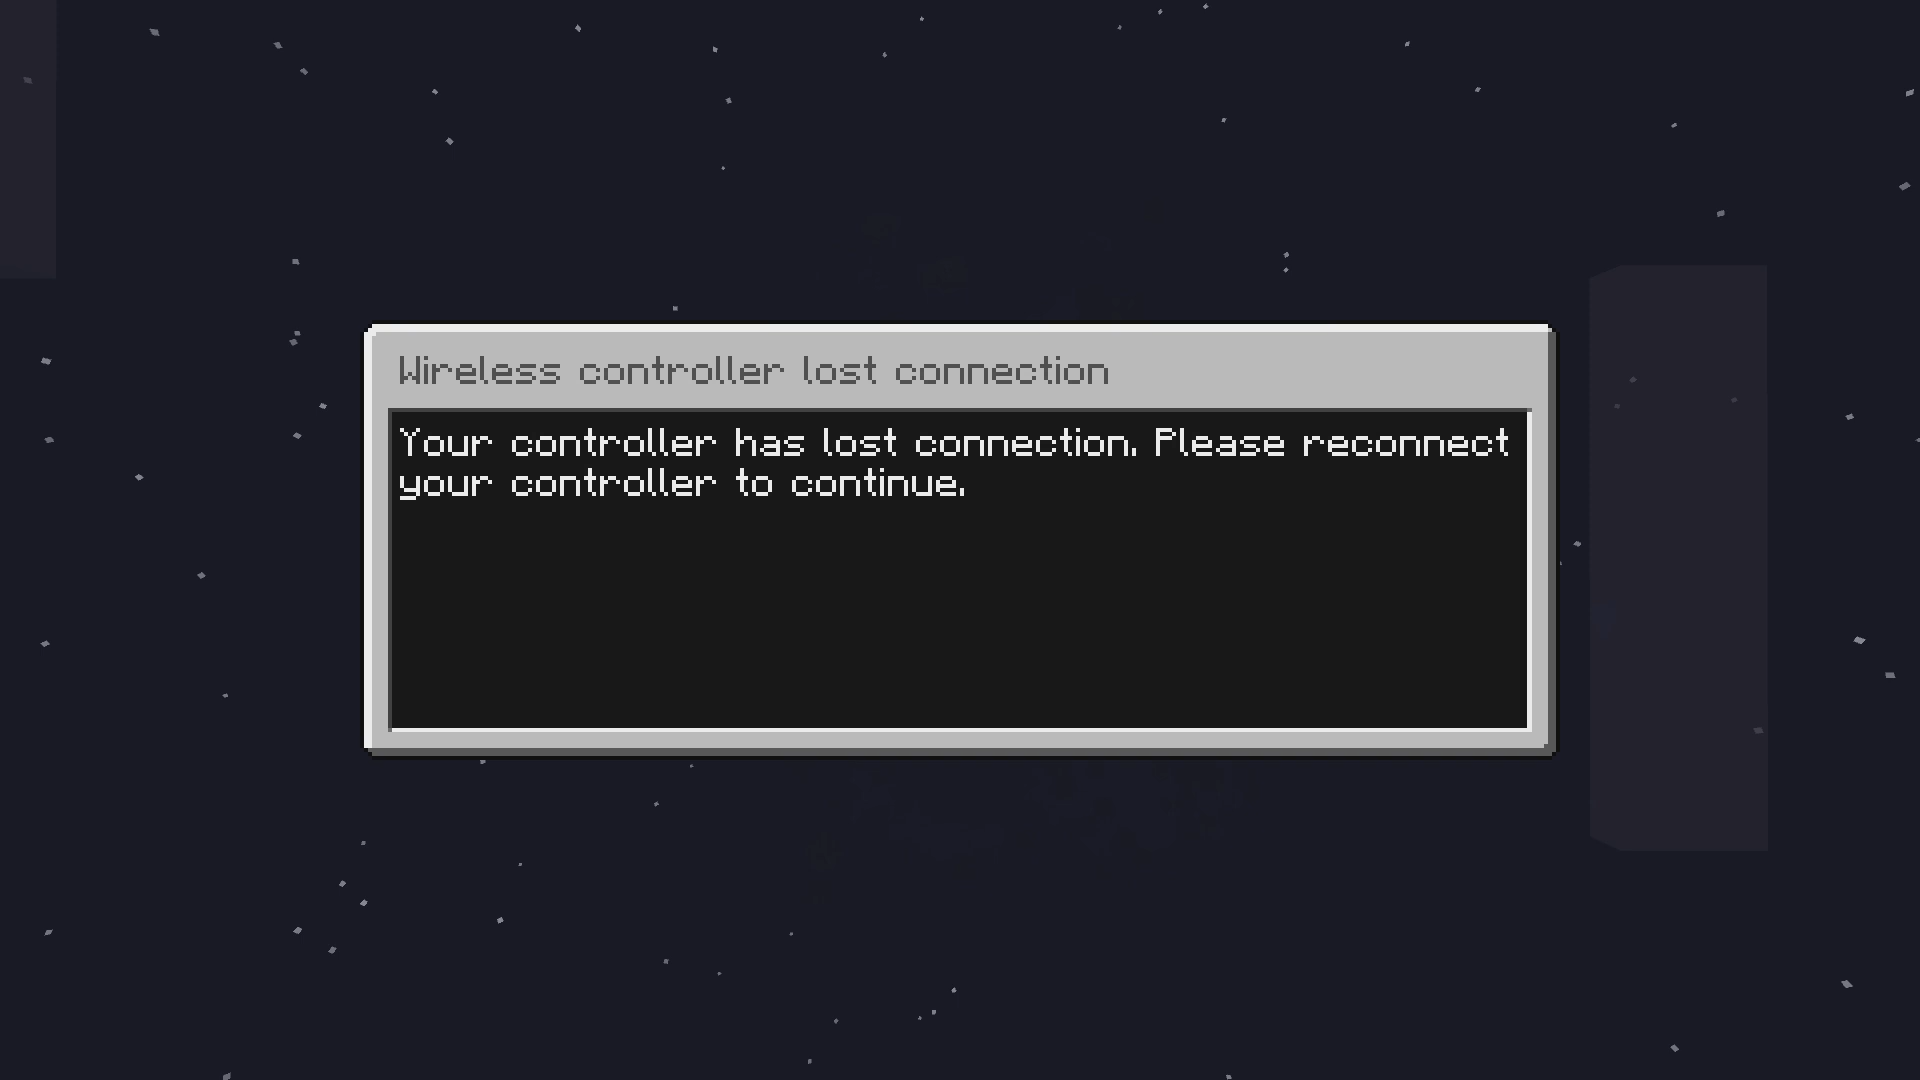 Wireless controller lost connection
Your controller has lost connection. Please reconnect
your controller to continue.